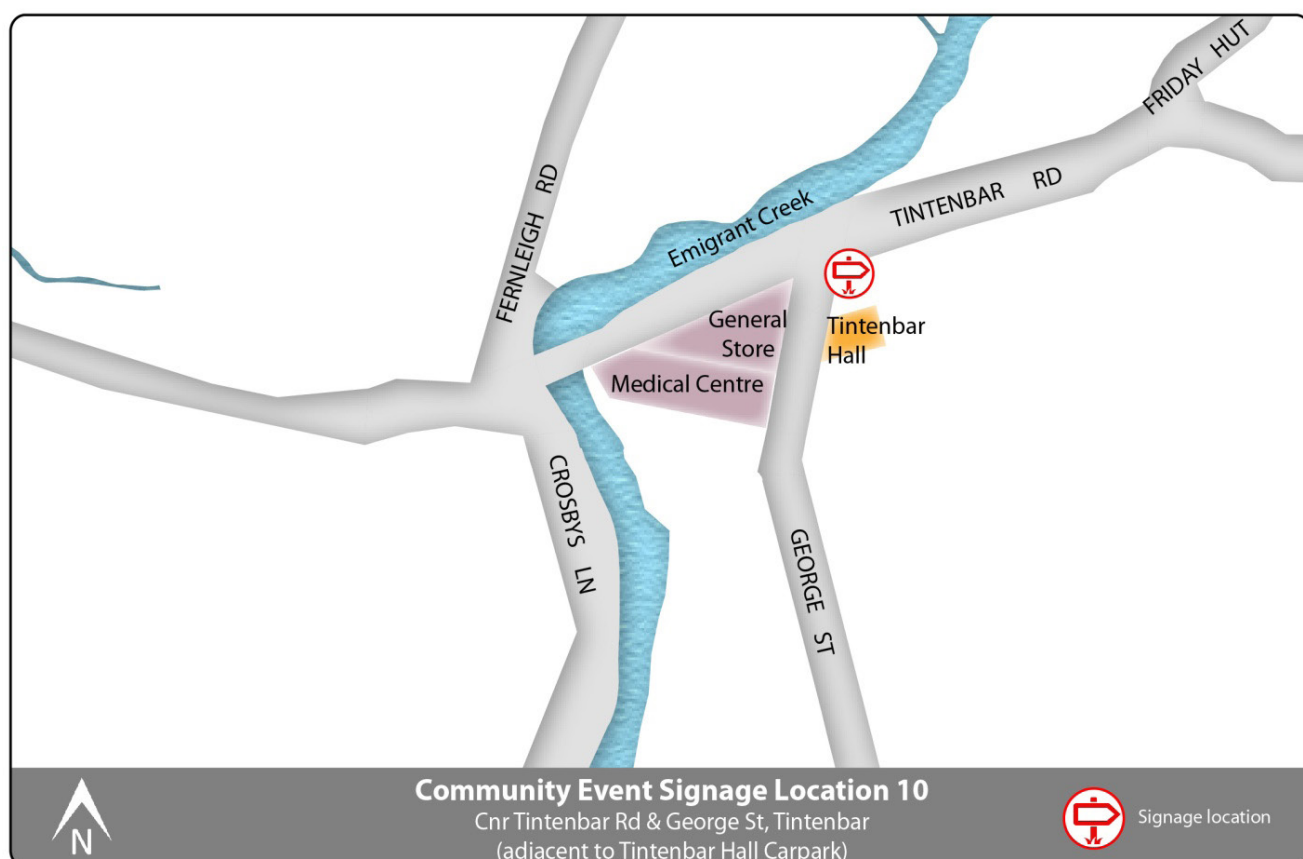 FRIDAY HUT
TINTENBAR RD
FERNLEIGH RD
Emigrant Creek
General
Store
Tintenbar
Hall
Medical Centre
CROSBYS LN
GEORGE ST
N
Community Event Signage Location 10
Cnr Tintenbar Rd & George St, Tintenbar
(adjacent to Tintenbar Hall Carpark)
Signage location